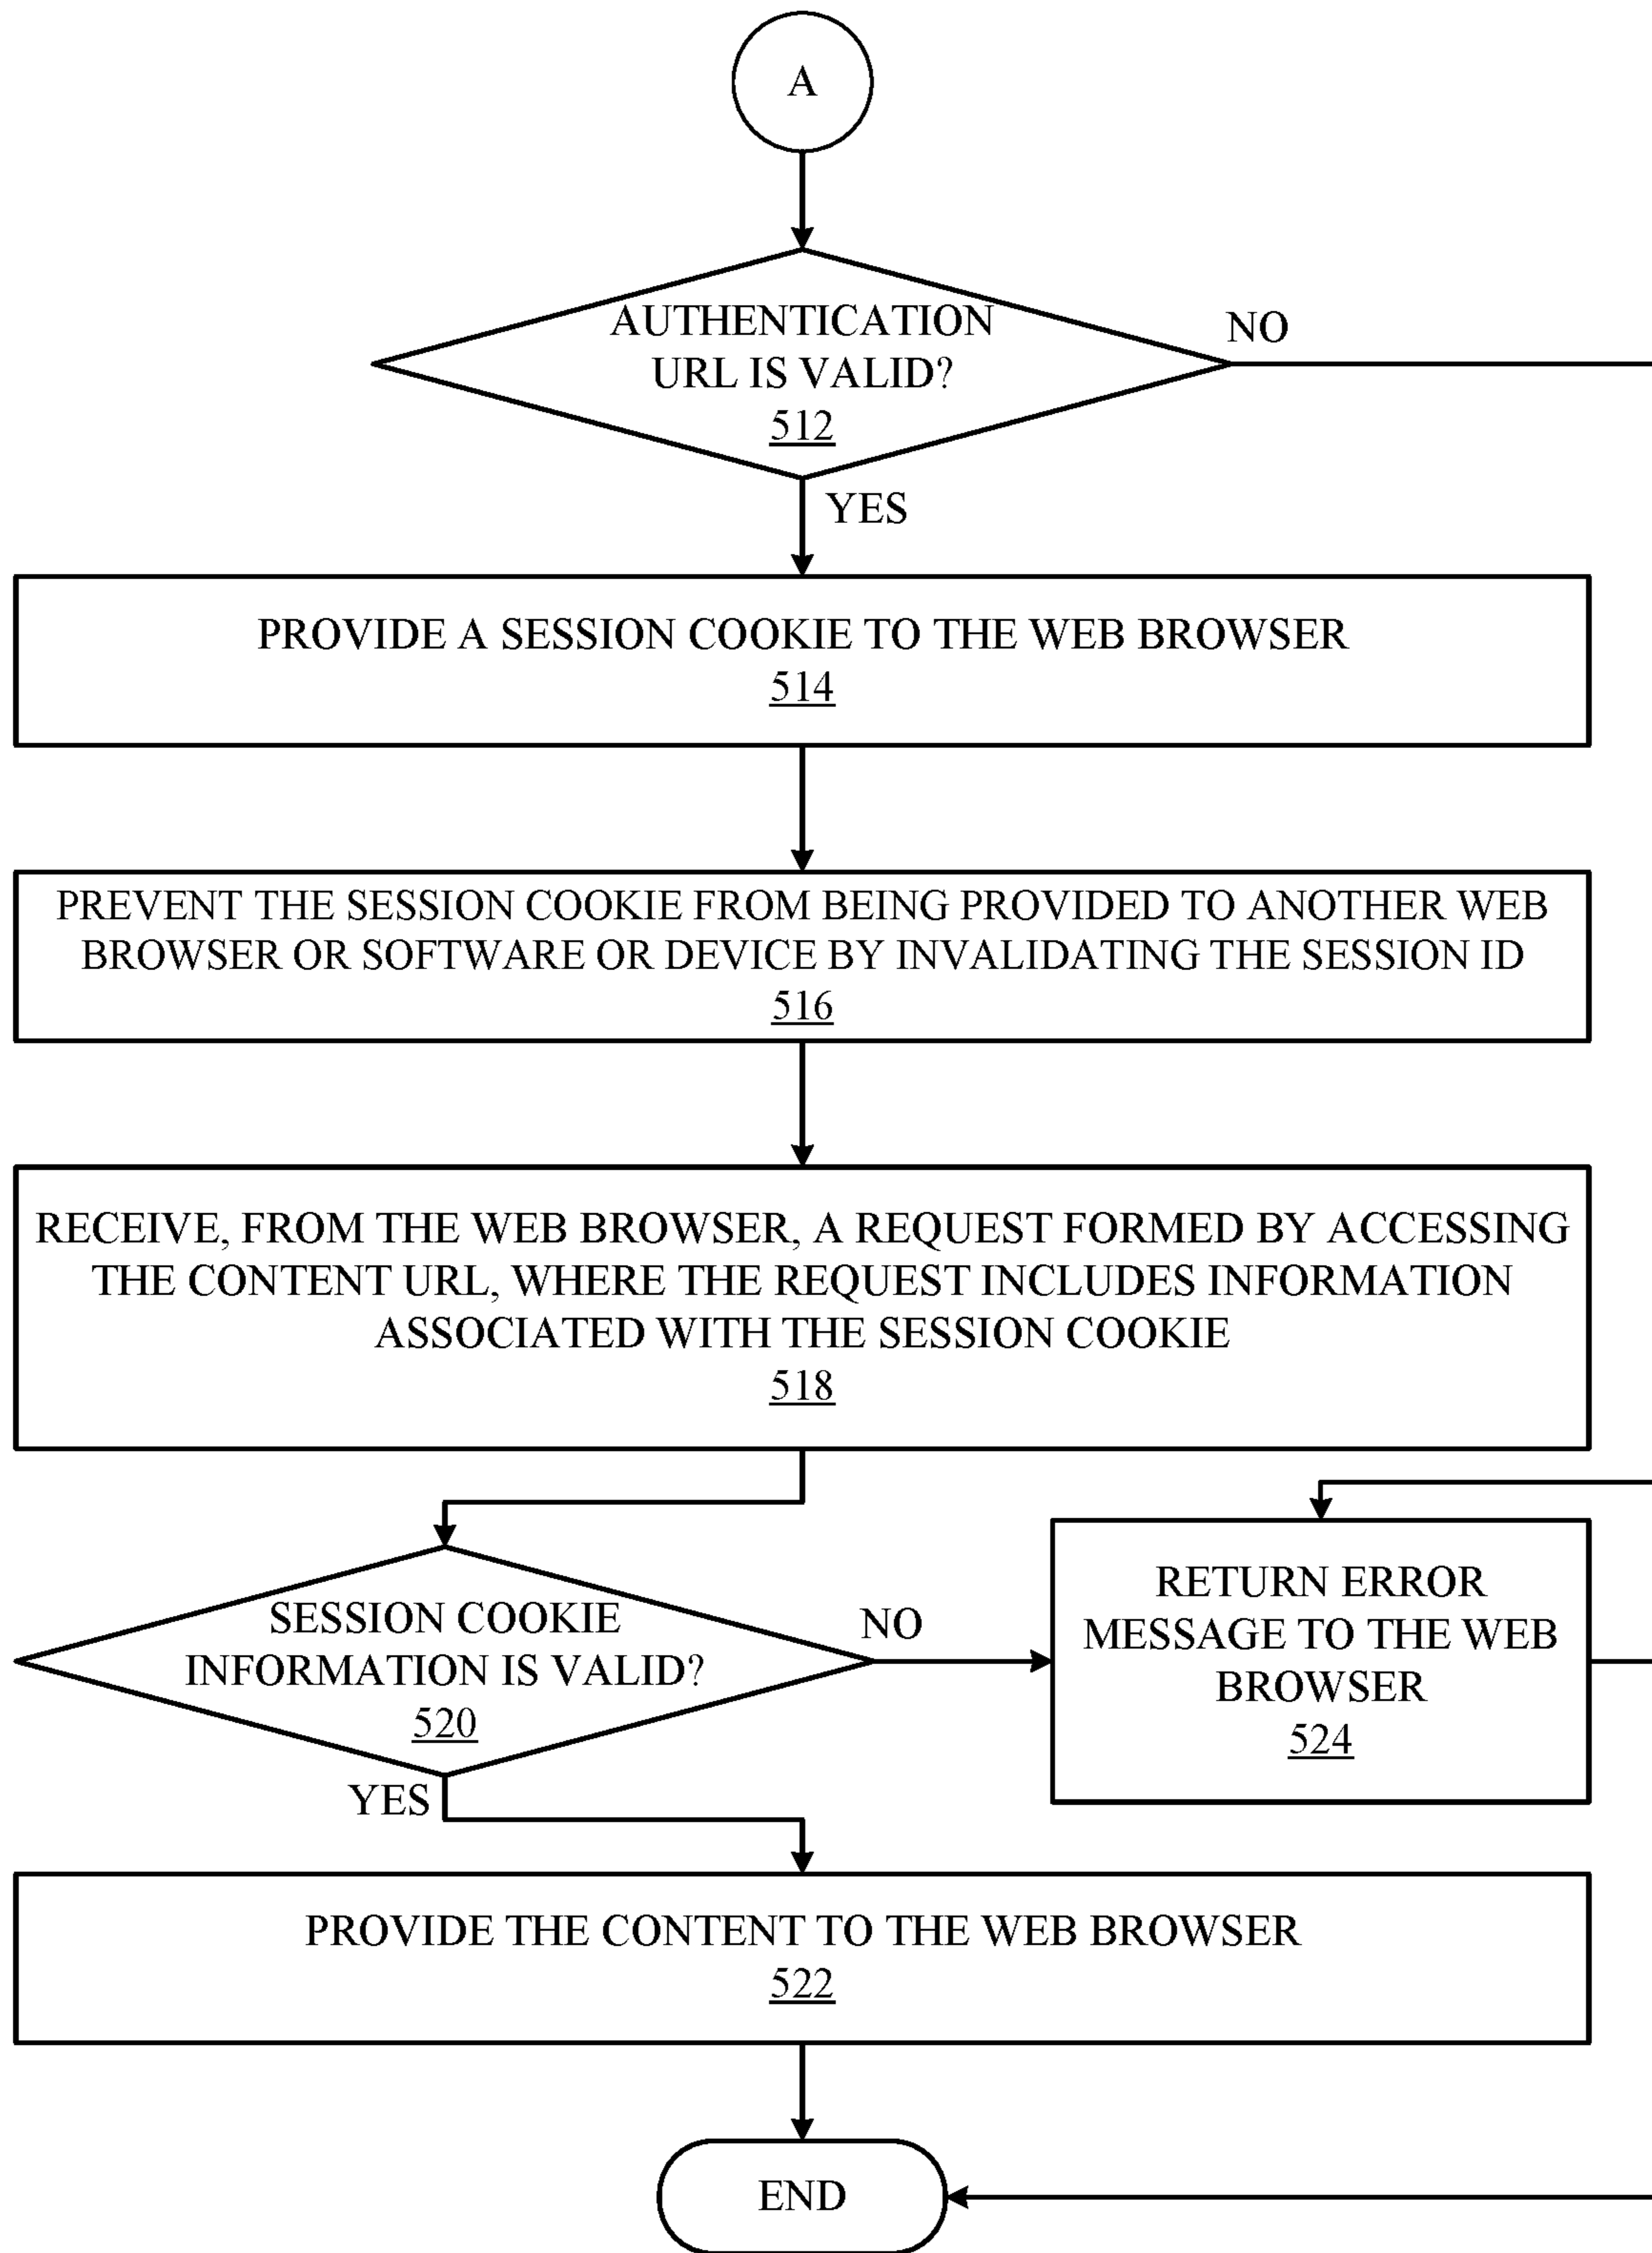 A
AUTHENTICATION
URL IS VALID?
512
NO
YES
PROVIDE A SESSION COOKIE TO THE WEB BROWSER
514
PREVENT THE SESSION COOKIE FROM BEING PROVIDED TO ANOTHER WEB
BROWSER OR SOFTWARE OR DEVICE BY INVALIDATING THE SESSION ID
516
RECEIVE, FROM THE WEB BROWSER, A REQUEST FORMED BY ACCESSING
THE CONTENT URL, WHERE THE REQUEST INCLUDES INFORMATION
ASSOCIATED WITH THE SESSION COOKIE
518
SESSION COOKIE
INFORMATION IS VALID?
520
NO
YES
RETURN ERROR
MESSAGE TO THE WEB
BROWSER
524
PROVIDE THE CONTENT TO THE WEB BROWSER
522
END